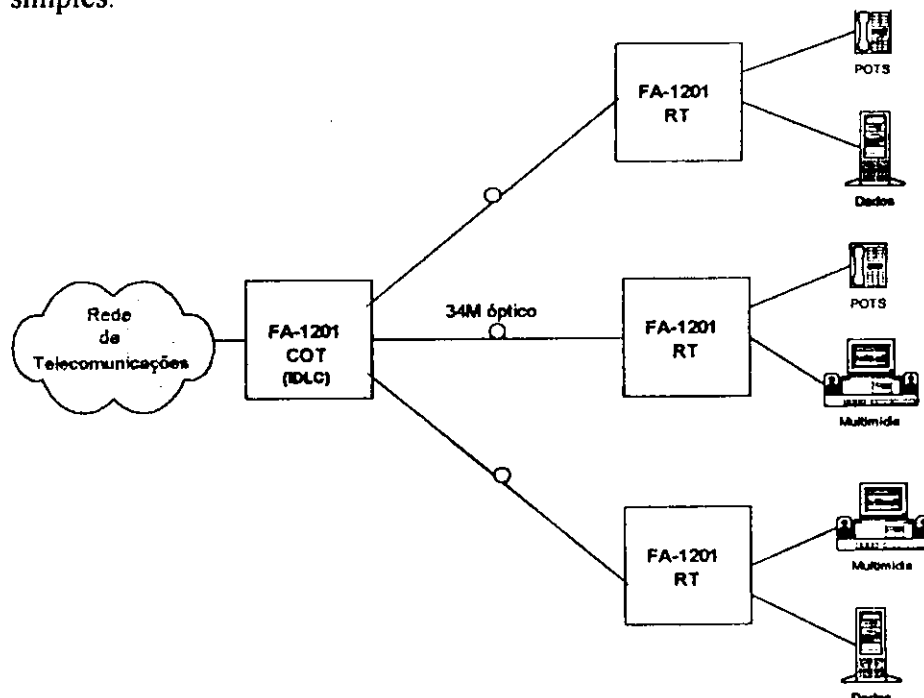 simples.
FA-1201
RT
POTS
Dados
Rede
de
Telecomunicações
FA-1201
COT
(IDLC)
34M óptico
FA-1201
RT
POTS
Multimídia
FA-1201
RT
Multimídia
Dados